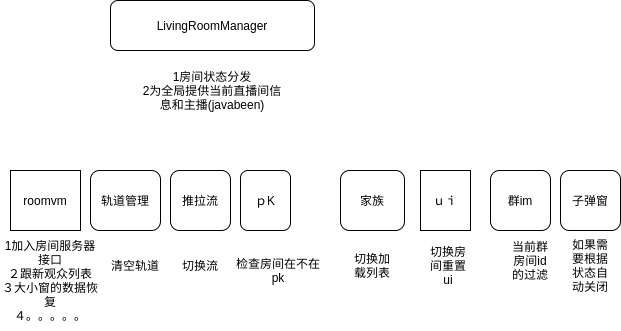 LivingRoomManager
1房间状态分发
2为全局提供当前直播间信
息和主播(javabeen)
roomvm
轨道管理
推拉流
ｐK
家族
ｕｉ
群im
子弹窗
1加入房间服务器
接口
２跟新观众列表
３大小窗的数据恢
复
４。。。。。
清空轨道
切换流
检查房间在不在
pk
切换加
载列表
切换房
间重置
ui
当前群
房间id
的过滤
如果需
要根据
状态自
动关闭